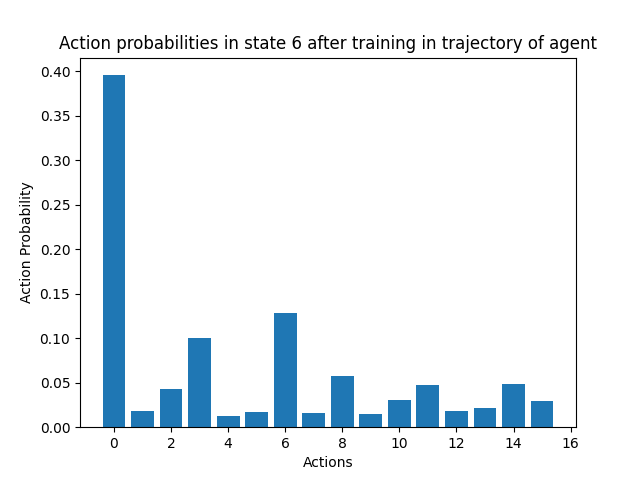 Action probabilities in state 6 after training in trajectory of agent
0.40
0.35
0.30
0.25
0.20
0.15
0.10
0.05
0.00
Action Probability
0 2 4 6 8 10 12 14 16
Actions